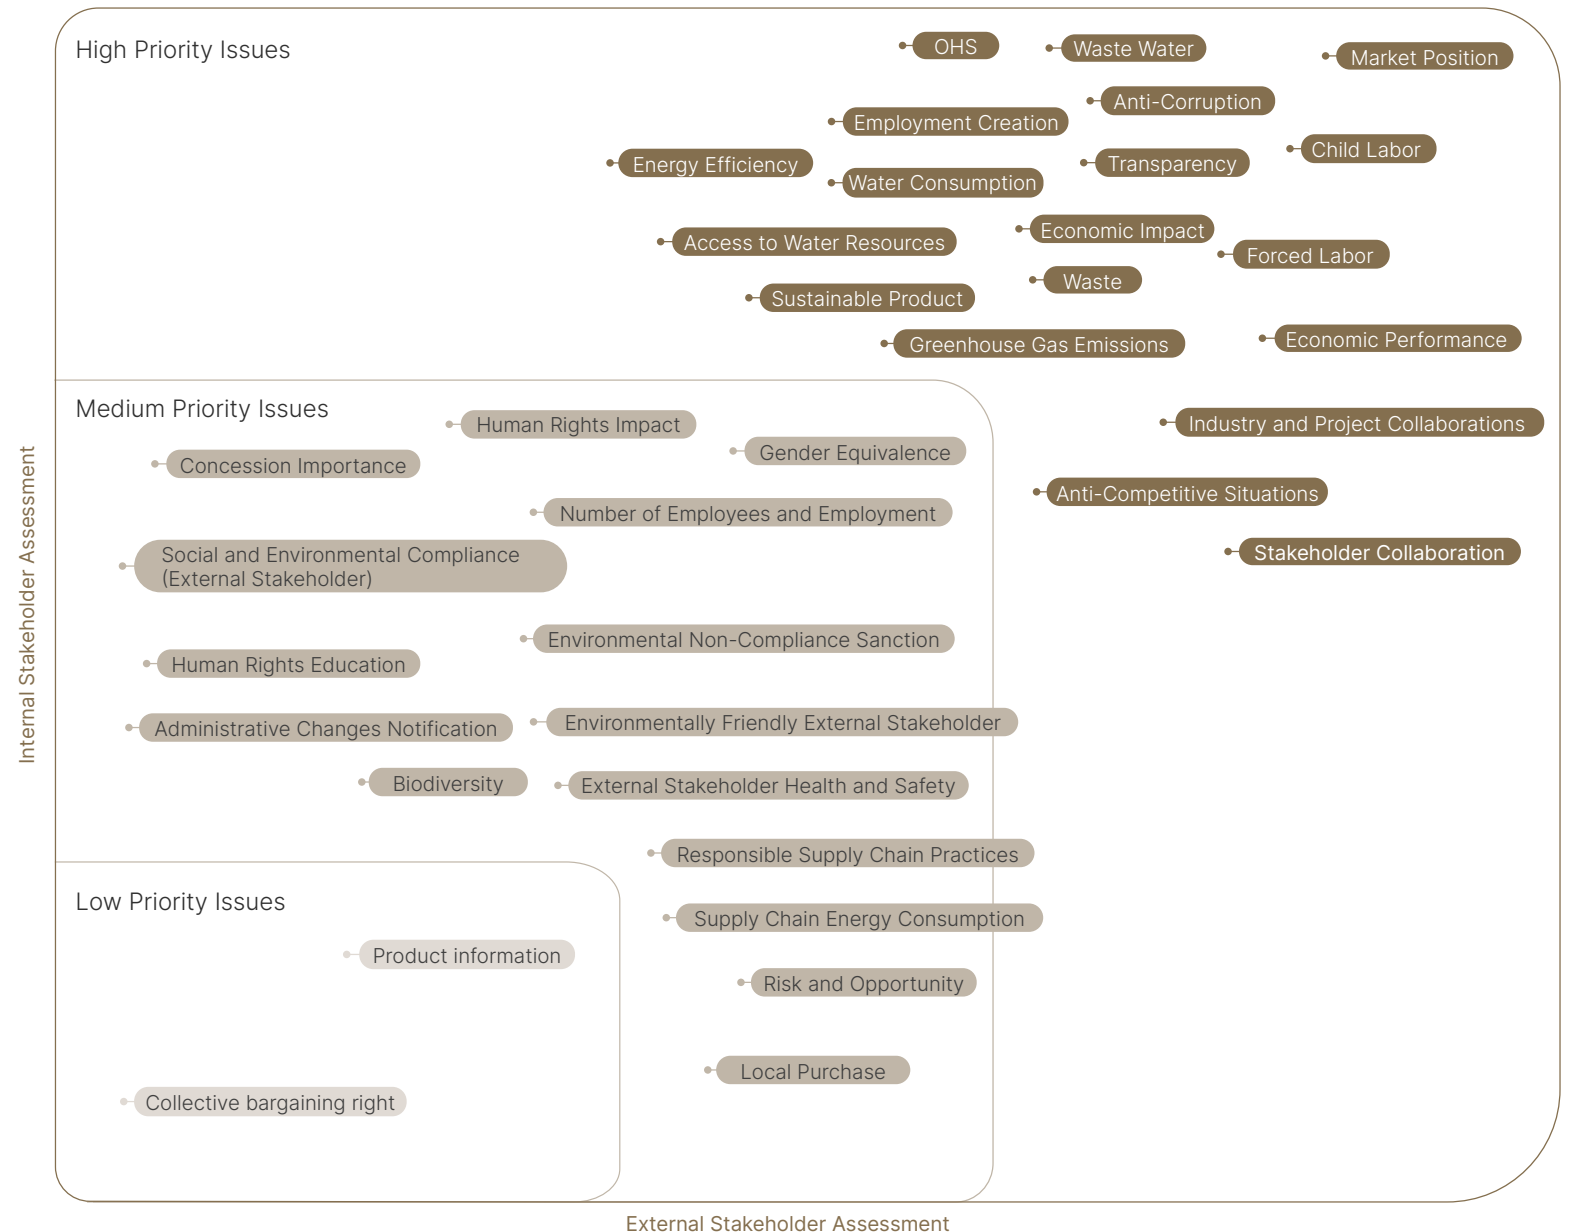 High Priority Issues
OHS
Waste Water
Market Position
Anti-Corruption
Employment Creation
Child Labor
Energy Efficiency
Transparency
Water Consumption
Economic Impact
Access to Water Resources
Forced Labor
Waste
Sustainable Product
Greenhouse Gas Emissions
Economic Performance
Medium Priority Issues
Human Rights Impact
Industry and Project Collaborations
Gender Equivalence
Concession Importance
Anti-Competitive Situations
Number of Employees and Employment
Social and Environmental Compliance
(External Stakeholder)
Stakeholder Collaboration
Environmental Non-Compliance Sanction
Human Rights Education
Environmentally Friendly External Stakeholder
Administrative Changes Notification
Biodiversity
External Stakeholder Health and Safety
Responsible Supply Chain Practices
Low Priority Issues
Supply Chain Energy Consumption
Product information
Risk and Opportunity
Local Purchase
Collective bargaining right
Internal Stakeholder Assessment
External Stakeholder Assessment